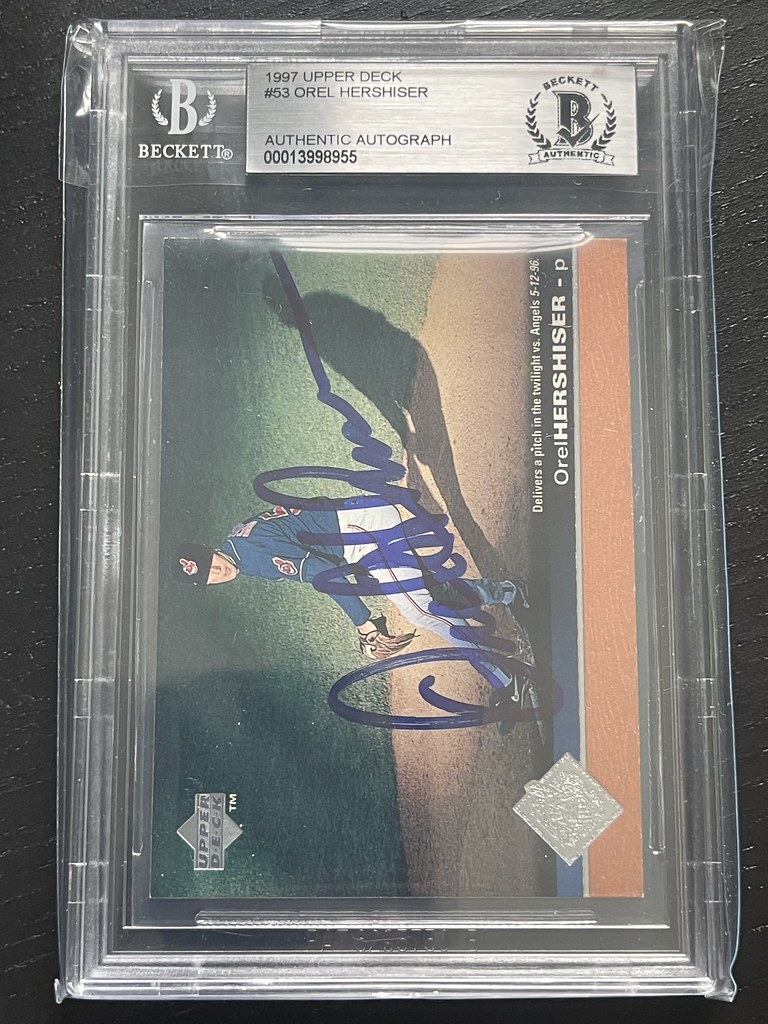 BECKETT®
1997 UPPER DECK
#53 OREL HERSHISER
AUTHENTIC AUTOGRAPH
00013998955
BECKETT
B
AUTHENTIC
Delivers a pitch in the twilight vs. Angels 5-12-96.
OrelHERSHISER - p
UPPER
DECK
TM